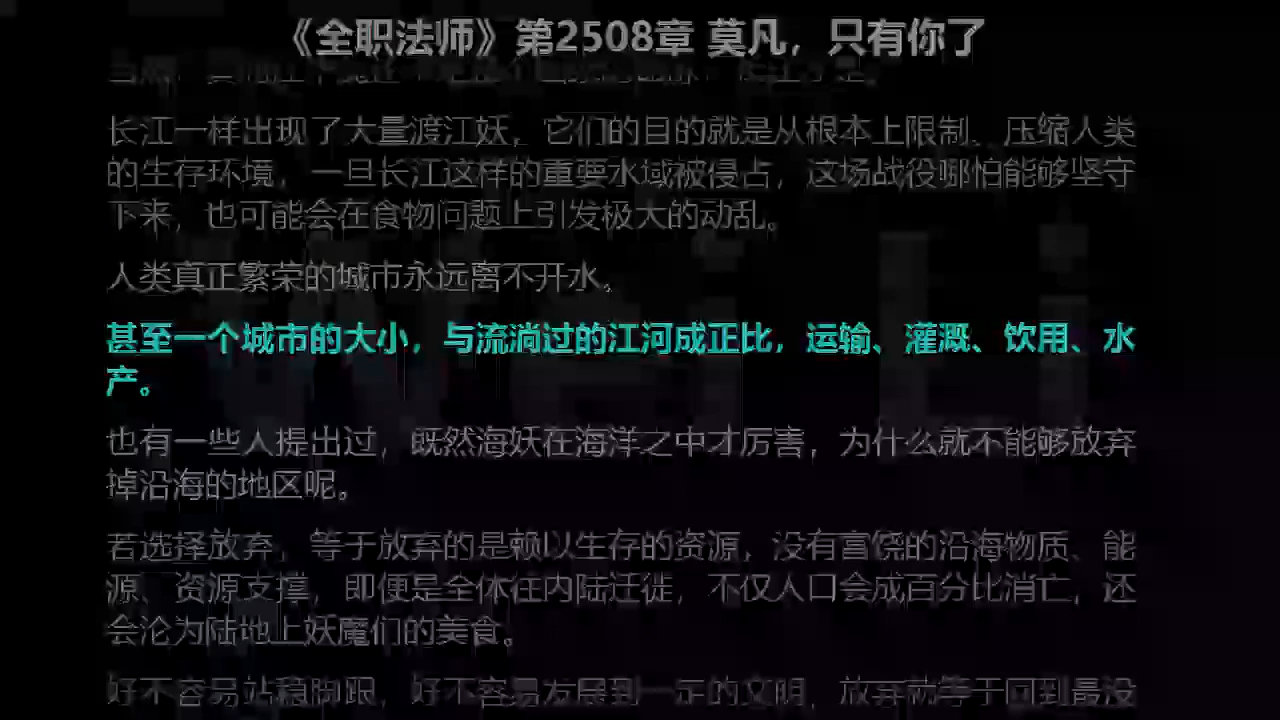 《全职法师》第2508章 莫凡，只有你了
长江一样出现了大量渡江妖，它们的目的就是从根本上限制、压缩人类
的生存环境，一旦长江这样的重要水域被侵占，这场战役哪怕能够坚守
下来，也可能会在食物问题上引发极大的动乱。
人类真正繁荣的城市永远离不开水。
甚至一个城市的大小，与流淌过的江河成正比，运输、灌溉、饮用、水
产。
也有一些人提出过，既然海妖在海洋之中才厉害，为什么就不能够放弃
掉沿海的地区呢。
若选择放弃，等于放弃的是赖以生存的资源，没有富饶的沿海物质、能
源、资源支撑，即便是全体往内陆迁徙，不仅人口会成百分比消亡，还
会沦为陆地上妖魔们的美食。
好不容易站稳脚跟，好不容易发展到一定的文明，放弃就等于回到最没